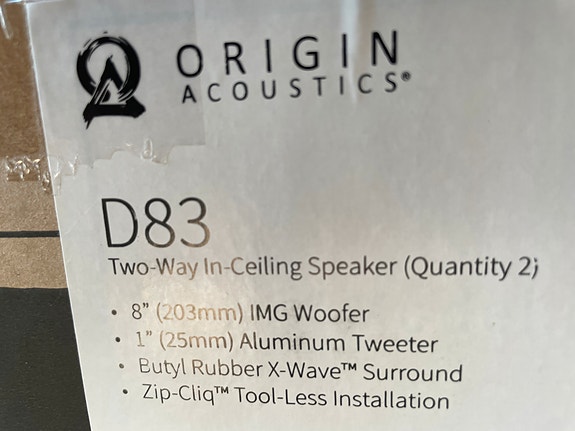 ORIGIN
ACOUSTICS®
D83
Two-Way In-Ceiling Speaker (Quantity 2)
• 8” (203mm) IMG Woofer
• 1” (25mm) Aluminum Tweeter
• Butyl Rubber X-Wave™ Surround
• Zip-Cliq™ Tool-Less Installation